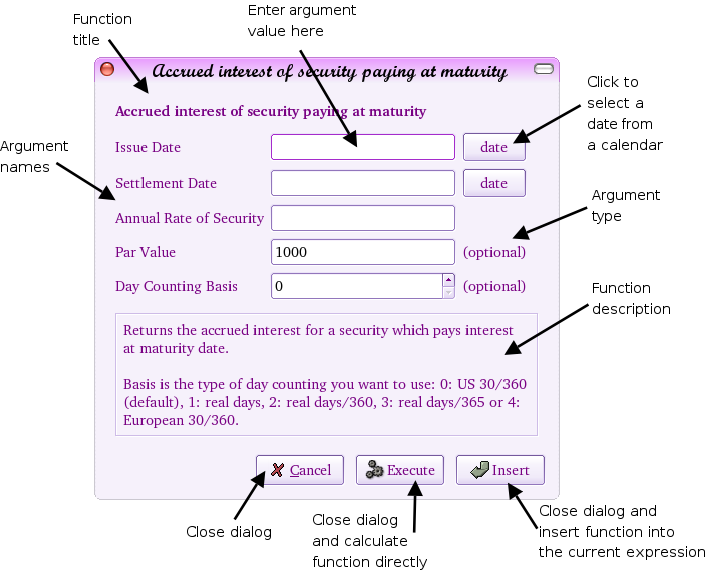 Function
title
Enter argument
value here
Accrued interest of security paying at maturity
Click to
select a
date from
a calendar
Accrued interest of security paying at maturity
Argument
names
Issue Date
date
Settlement Date
date
Argument
type
Annual Rate of Security
Par Value
1000
(optional)
Day Counting Basis
0
(optional)
Function
description
Returns the accrued interest for a security which pays interest
at maturity date.
Basis is the type of day counting you want to use: 0: US 30/360
(default), 1: real days, 2: real days/360, 3: real days/365 or 4:
European 30/360.
Cancel
Execute
Insert
Close dialog
Close dialog
and calculate
function directly
Close dialog and
insert function into
the current expression